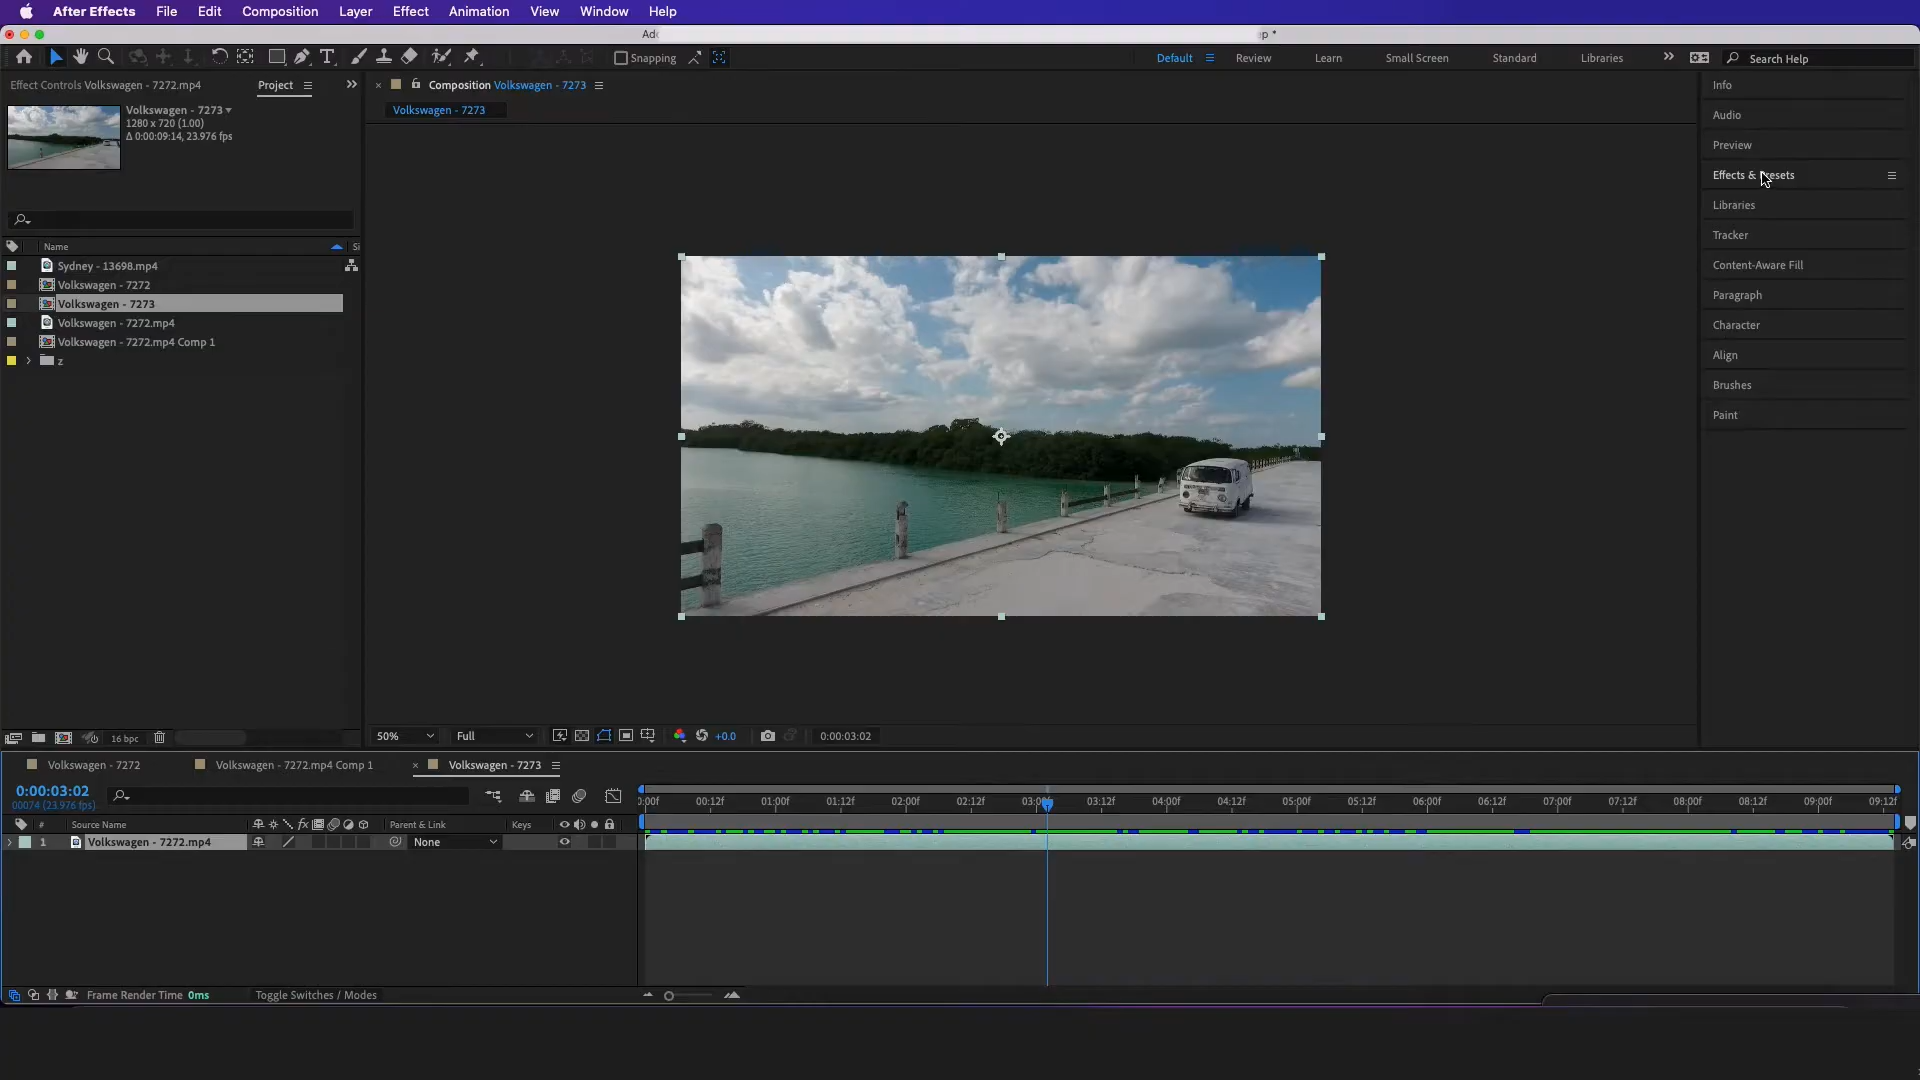 After Effects File Edit Composition Layer Effect Animation View Window Help
Ad
p *
Snapping
Default Review Learn Small Screen Standard Libraries Search Help
Effect Controls Volkswagen - 7272.mp4 Project
Composition Volkswagen - 7273
Volkswagen - 7273
Volkswagen - 7273
1280 x 720 (1.00)
Δ 0:00:09:14, 23.976 fps
Name Si
Sydney - 13698.mp4
Volkswagen - 7272
Volkswagen - 7273
Volkswagen - 7272.mp4
Volkswagen - 7272.mp4 Comp 1
z
Info
Audio
Preview
Effects & Presets
Libraries
Tracker
Content-Aware Fill
Paragraph
Character
Align
Brushes
Paint
16 bpc
50% Full +0.0 0:00:03:02
Volkswagen - 7272 Volkswagen - 7272.mp4 Comp 1 Volkswagen - 7273
0:00:03:02
00074 (23.976 fps)
:00f 00:12f 01:00f 01:12f 02:00f 02:12f 03:00f 03:12f 04:00f 04:12f 05:00f 05:12f 06:00f 06:12f 07:00f 07:12f 08:00f 08:12f 09:00f 09:12f
# Source Name fx Parent & Link Keys
1 Volkswagen - 7272.mp4 None
Frame Render Time 0ms Toggle Switches / Modes